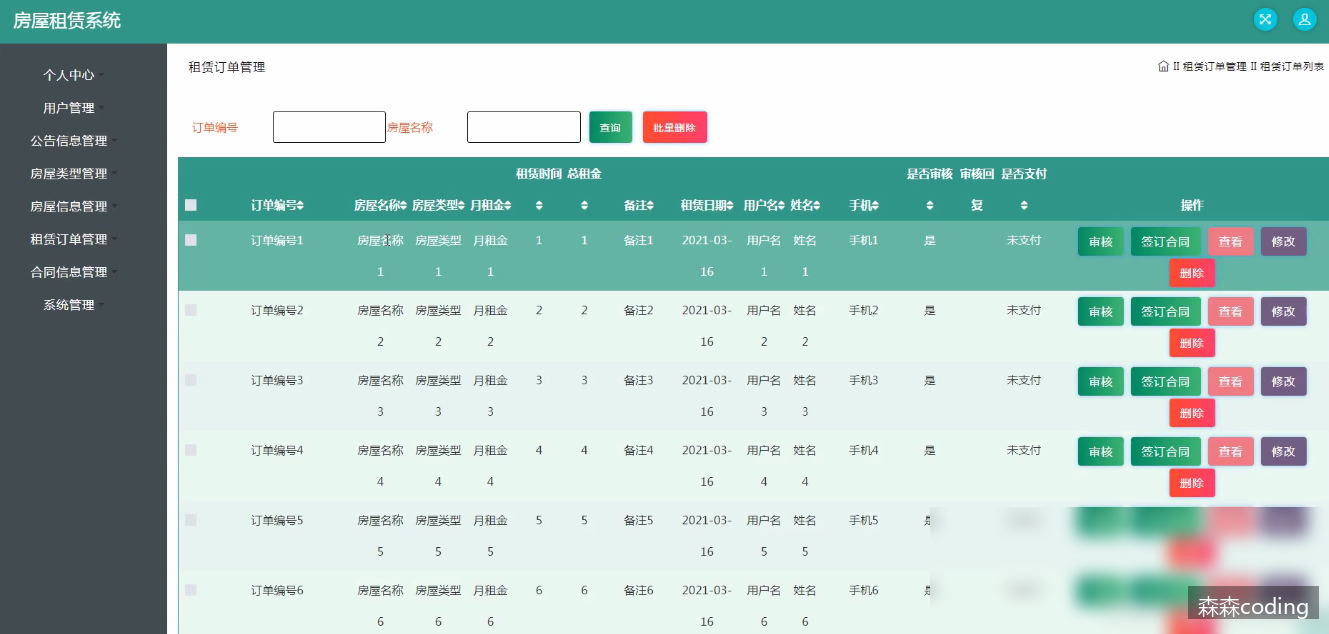 房屋租赁系统
个人中心
用户管理
公告信息管理
房屋类型管理
房屋信息管理
租赁订单管理
合同信息管理
系统管理
租赁订单管理
II 租赁订单管理 II 租赁订单列表
订单编号 房屋名称 查询 批量删除
租赁时间 总租金 是否审核 审核回 是否支付
订单编号 房屋名称 房屋类型 月租金 备注 租赁日期 用户名 姓名 手机 复 操作
订单编号1 房屋名称 房屋类型 月租金 1 1 备注1 2021-03- 用户名 姓名 手机1 是 未支付 审核 签订合同 查看 修改
1 1 1 16 1 1 删除
订单编号2 房屋名称 房屋类型 月租金 2 2 备注2 2021-03- 用户名 姓名 手机2 是 未支付 审核 签订合同 查看 修改
2 2 2 16 2 2 删除
订单编号3 房屋名称 房屋类型 月租金 3 3 备注3 2021-03- 用户名 姓名 手机3 是 未支付 审核 签订合同 查看 修改
3 3 3 16 3 3 删除
订单编号4 房屋名称 房屋类型 月租金 4 4 备注4 2021-03- 用户名 姓名 手机4 是 未支付 审核 签订合同 查看 修改
4 4 4 16 4 4 删除
订单编号5 房屋名称 房屋类型 月租金 5 5 备注5 2021-03- 用户名 姓名 手机5 是
5 5 5 16 5 5
订单编号6 房屋名称 房屋类型 月租金 6 6 备注6 2021-03- 用户名 姓名 手机6 是
6 6 6 16 6 6
森森coding